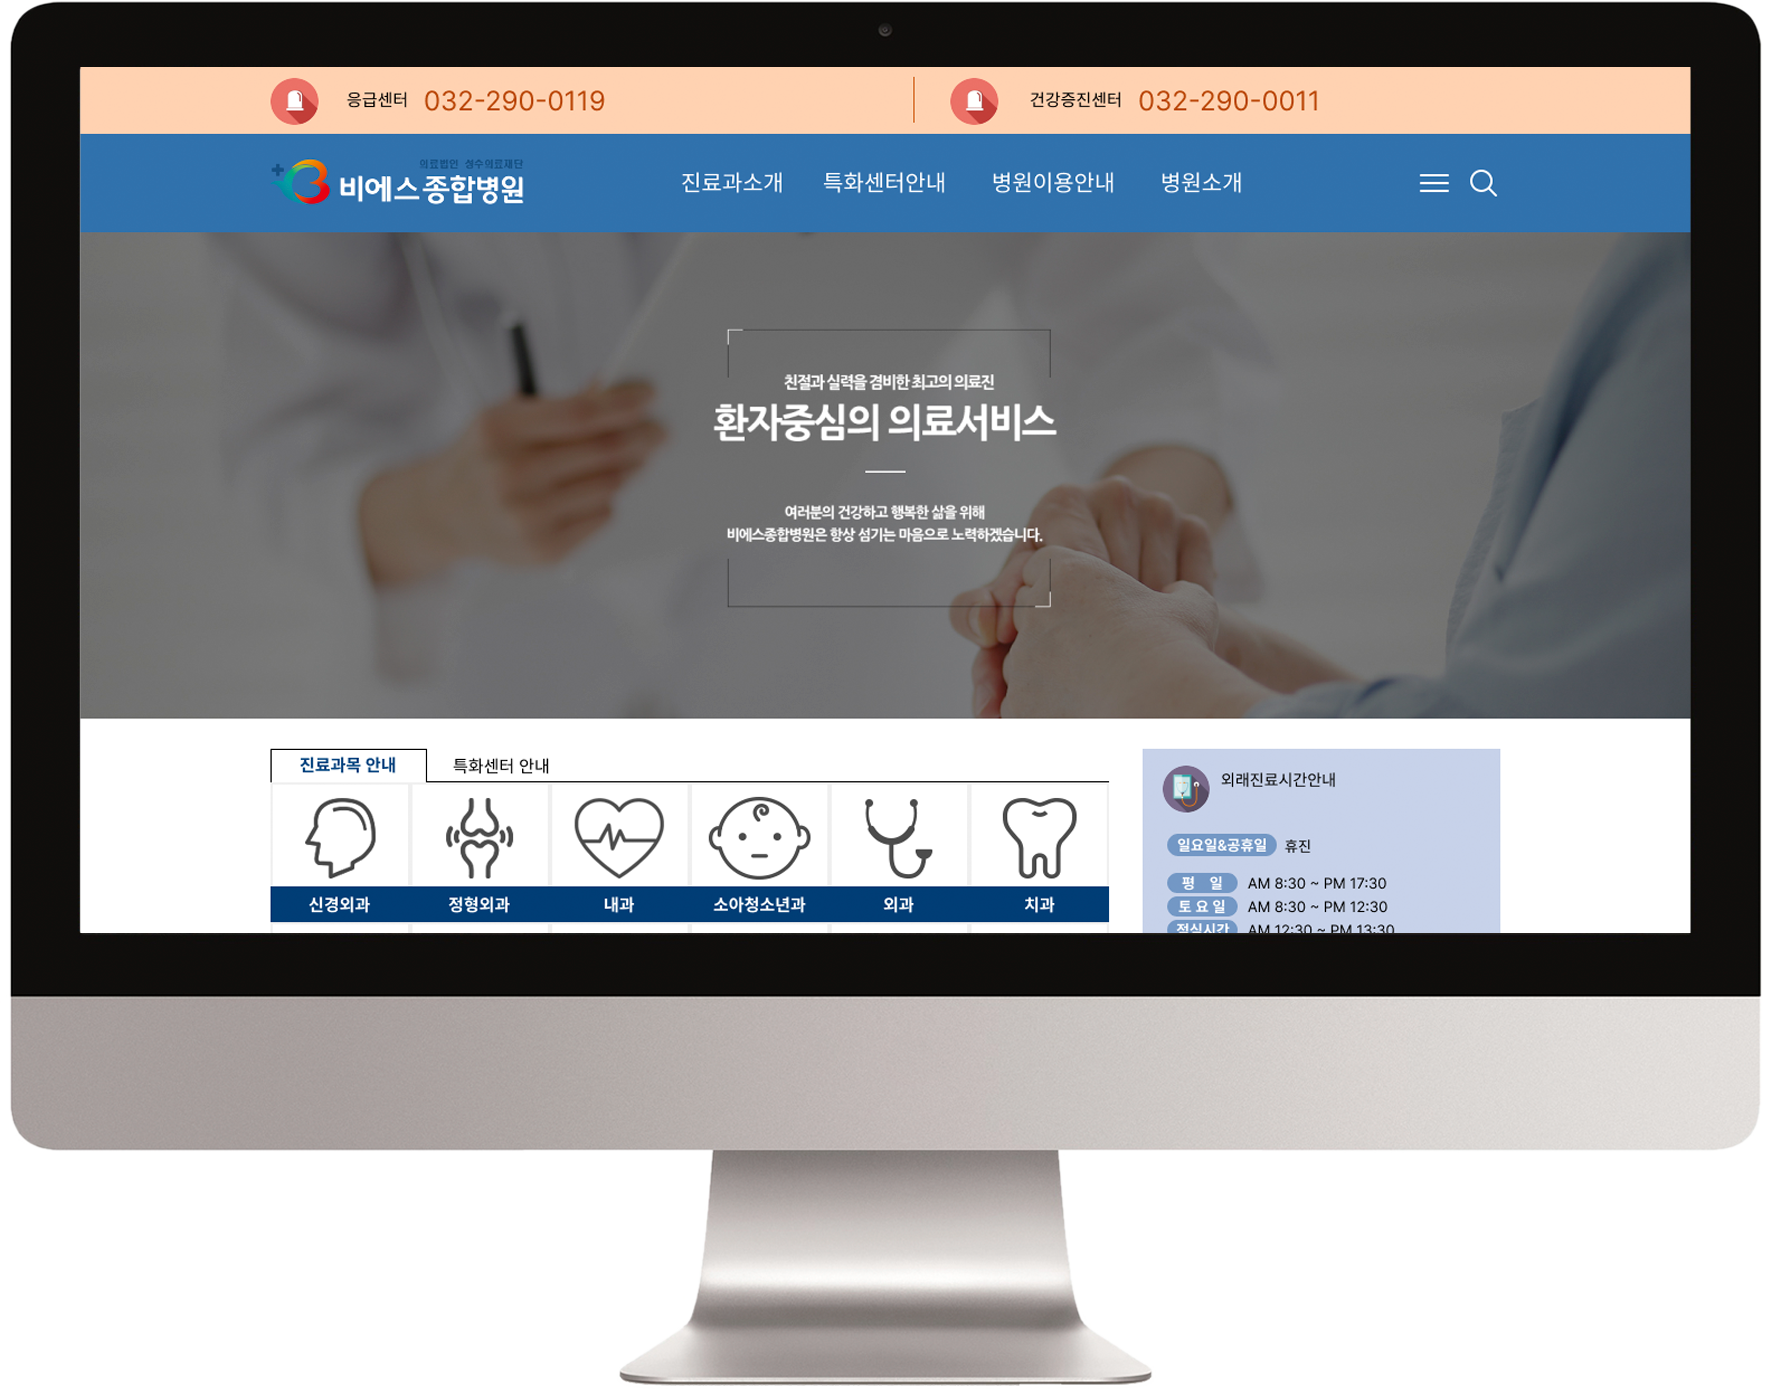 응급센터 032-290-0119
건강증진센터 032-290-0011
의료법인 성수의료재단
비에스종합병원
진료과소개 특화센터안내 병원이용안내 병원소개
친절과 실력을 겸비한 최고의 의료진
환자중심의 의료서비스
여러분의 건강하고 행복한 삶을 위해
비에스종합병원은 항상 섬기는 마음으로 노력하겠습니다.
진료과목 안내 특화센터 안내
신경외과 정형외과 내과 소아청소년과 외과 치과
외래진료시간안내
일요일&공휴일 휴진
평 일 AM 8:30 ~ PM 17:30
토 요 일 AM 8:30 ~ PM 12:30
점심시간 AM 12:30 ~ PM 13:30